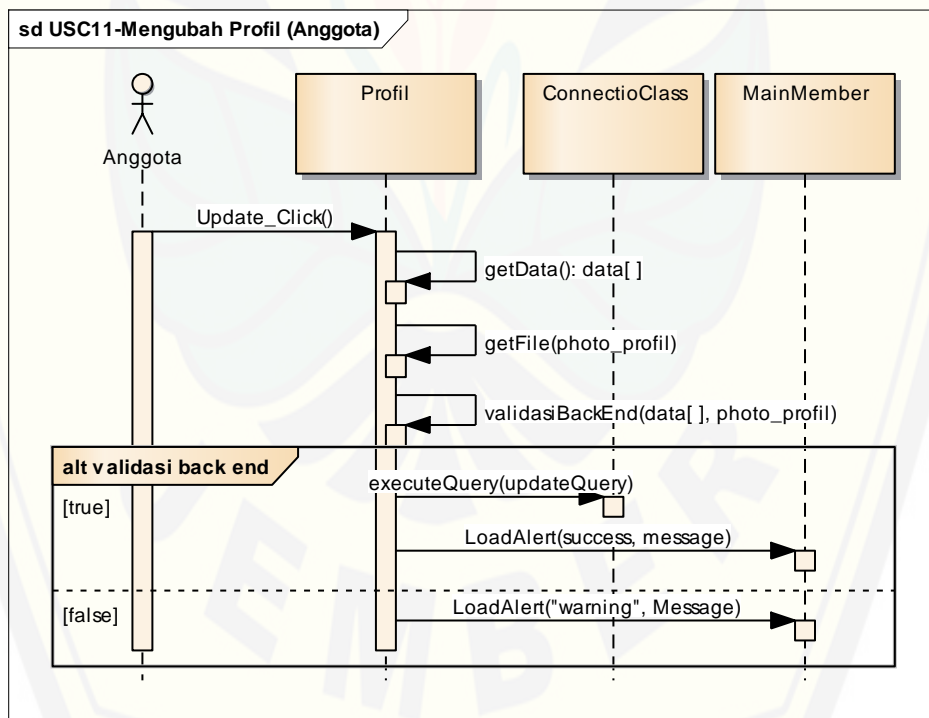 sd USC11-Mengubah Profil (Anggota)
Anggota
Profil
ConnectioClass
MainMember
Update_Click()
getData(): data[ ]
getFile(photo_profil)
validasiBackEnd(data[ ], photo_profil)
alt validasi back end
[true]
executeQuery(updateQuery)
LoadAlert(success, message)
[false]
LoadAlert("warning", Message)
EMBER